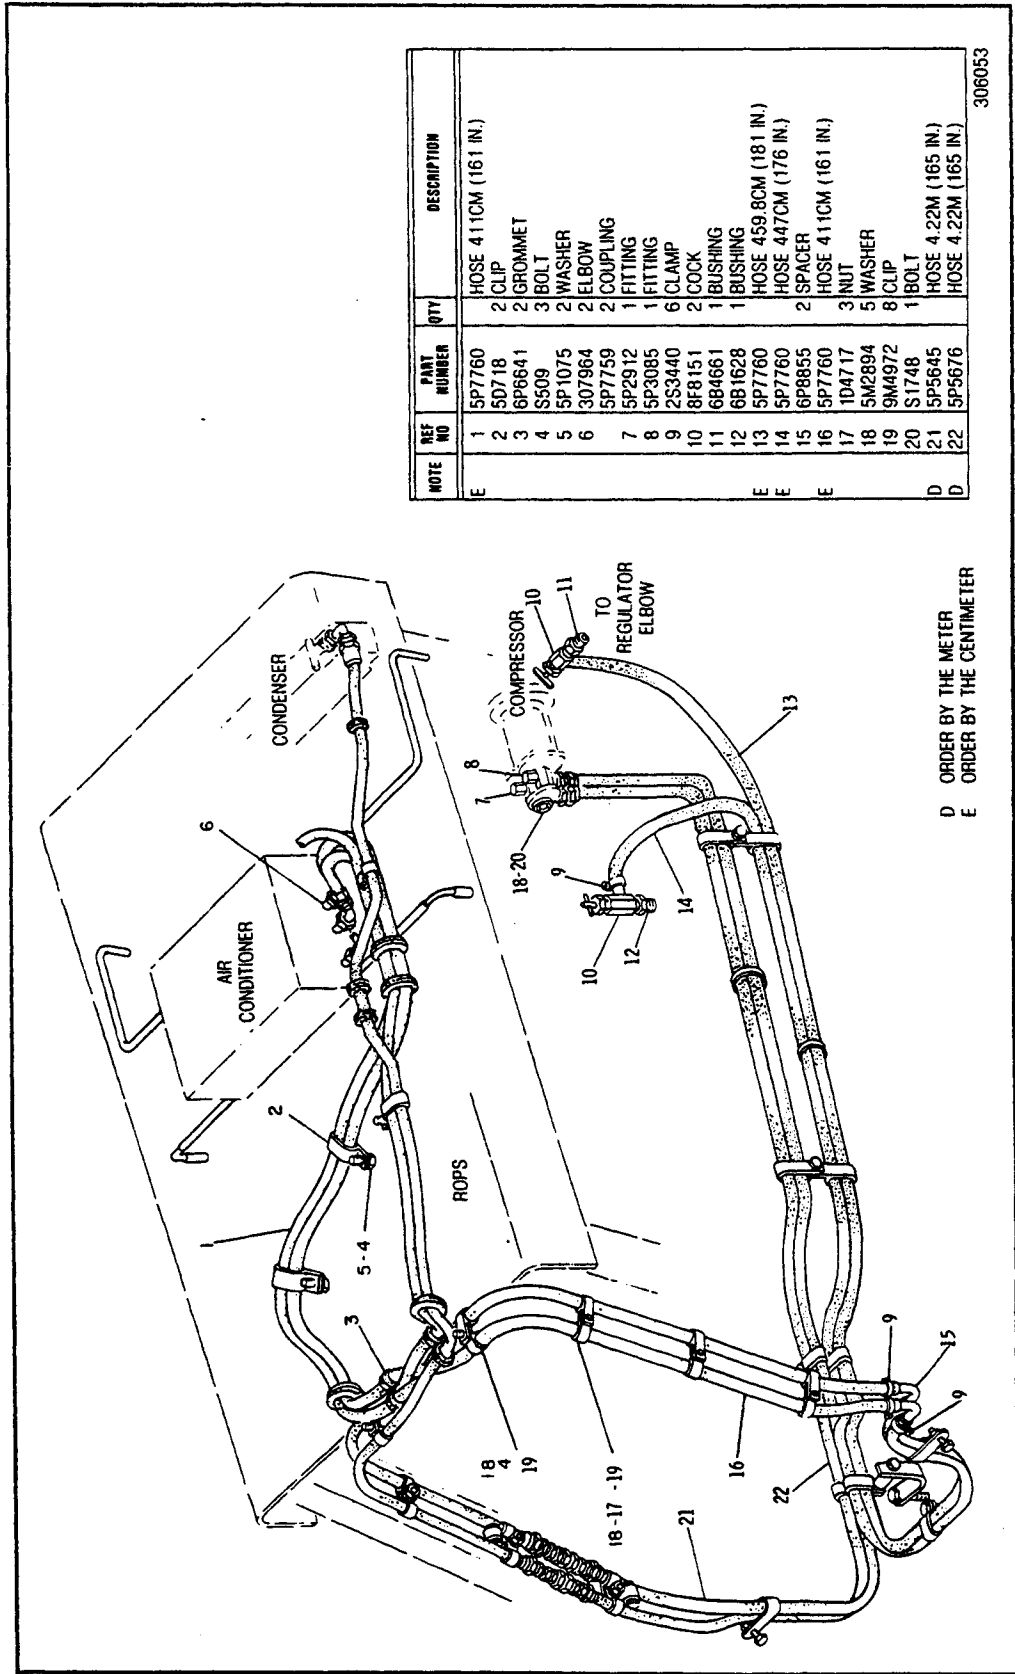 NOTE REF NO PART NUMBER QTY DESCRIPTION
E 1 5P7760 HOSE 411CM (161 IN.)
2 5D718 2 CLIP
3 6P6641 2 GROMMET
4 S509 3 BOLT
5 5P1075 2 WASHER
6 307964 2 ELBOW
5P7759 2 COUPLING
7 5P2912 1 FITTING
8 5P3085 1 FITTING
9 2S3440 6 CLAMP
10 8F8151 2 COCK
11 6B4661 1 BUSHING
12 6B1628 1 BUSHING
E 13 5P7760 HOSE 459.8CM (181 IN.)
E 14 5P7760 HOSE 447CM (176 IN.)
15 6P8855 2 SPACER
E 16 5P7760 HOSE 411CM (161 IN.)
17 1D4717 3 NUT
18 5M2894 5 WASHER
19 9M4972 8 CLIP
20 S1748 1 BOLT
D 21 5P5645 HOSE 4.22M (165 IN.)
D 22 5P5676 HOSE 4.22M (165 IN.)
306053
CONDENSER
6
AIR
CONDITIONER
2
1
5-4
ROPS
3
18
4
19
18-17-19
21
16
22
9
15
9
COMPRESSOR
10
11
TO
REGULATOR
ELBOW
8
7
18-20
9
10
12
14
13
D ORDER BY THE METER
E ORDER BY THE CENTIMETER